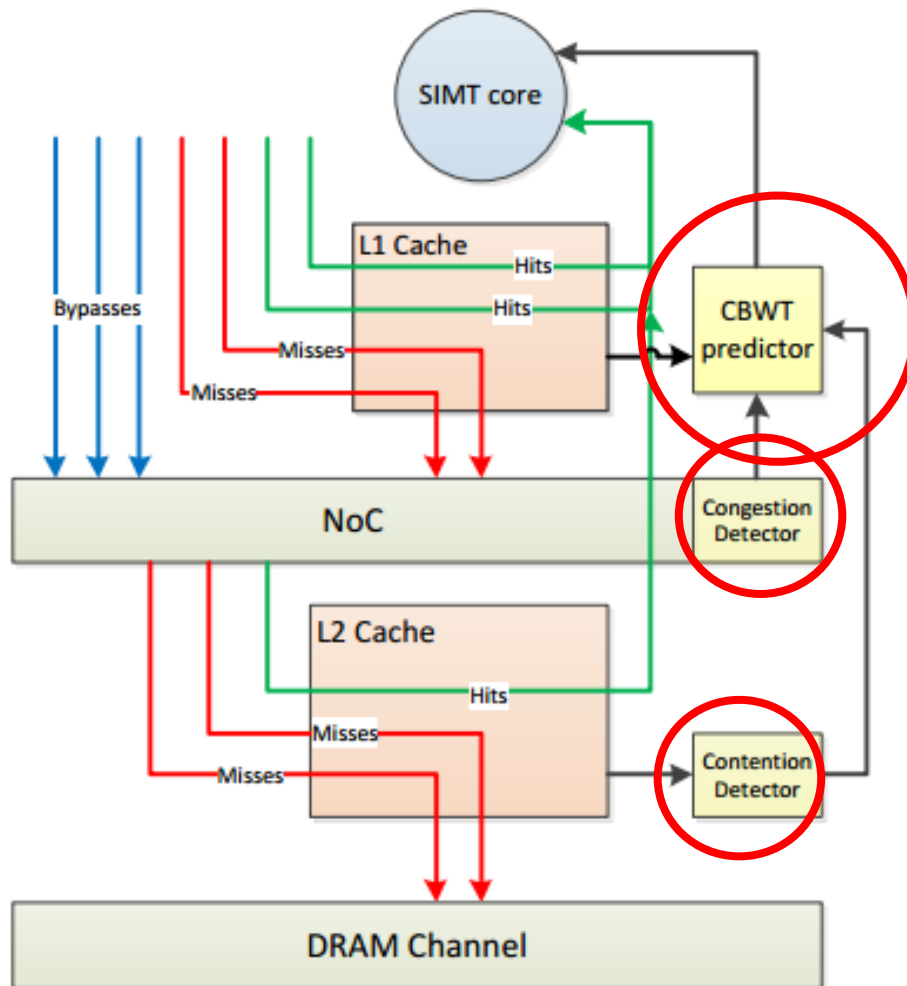 SIMT core
L1 Cache
Hits
Bypasses
Hits
CBWT
predictor
Misses
Misses
NoC
Congestion
Detector
L2 Cache
Hits
Misses
Misses
Contention
Detector
DRAM Channel